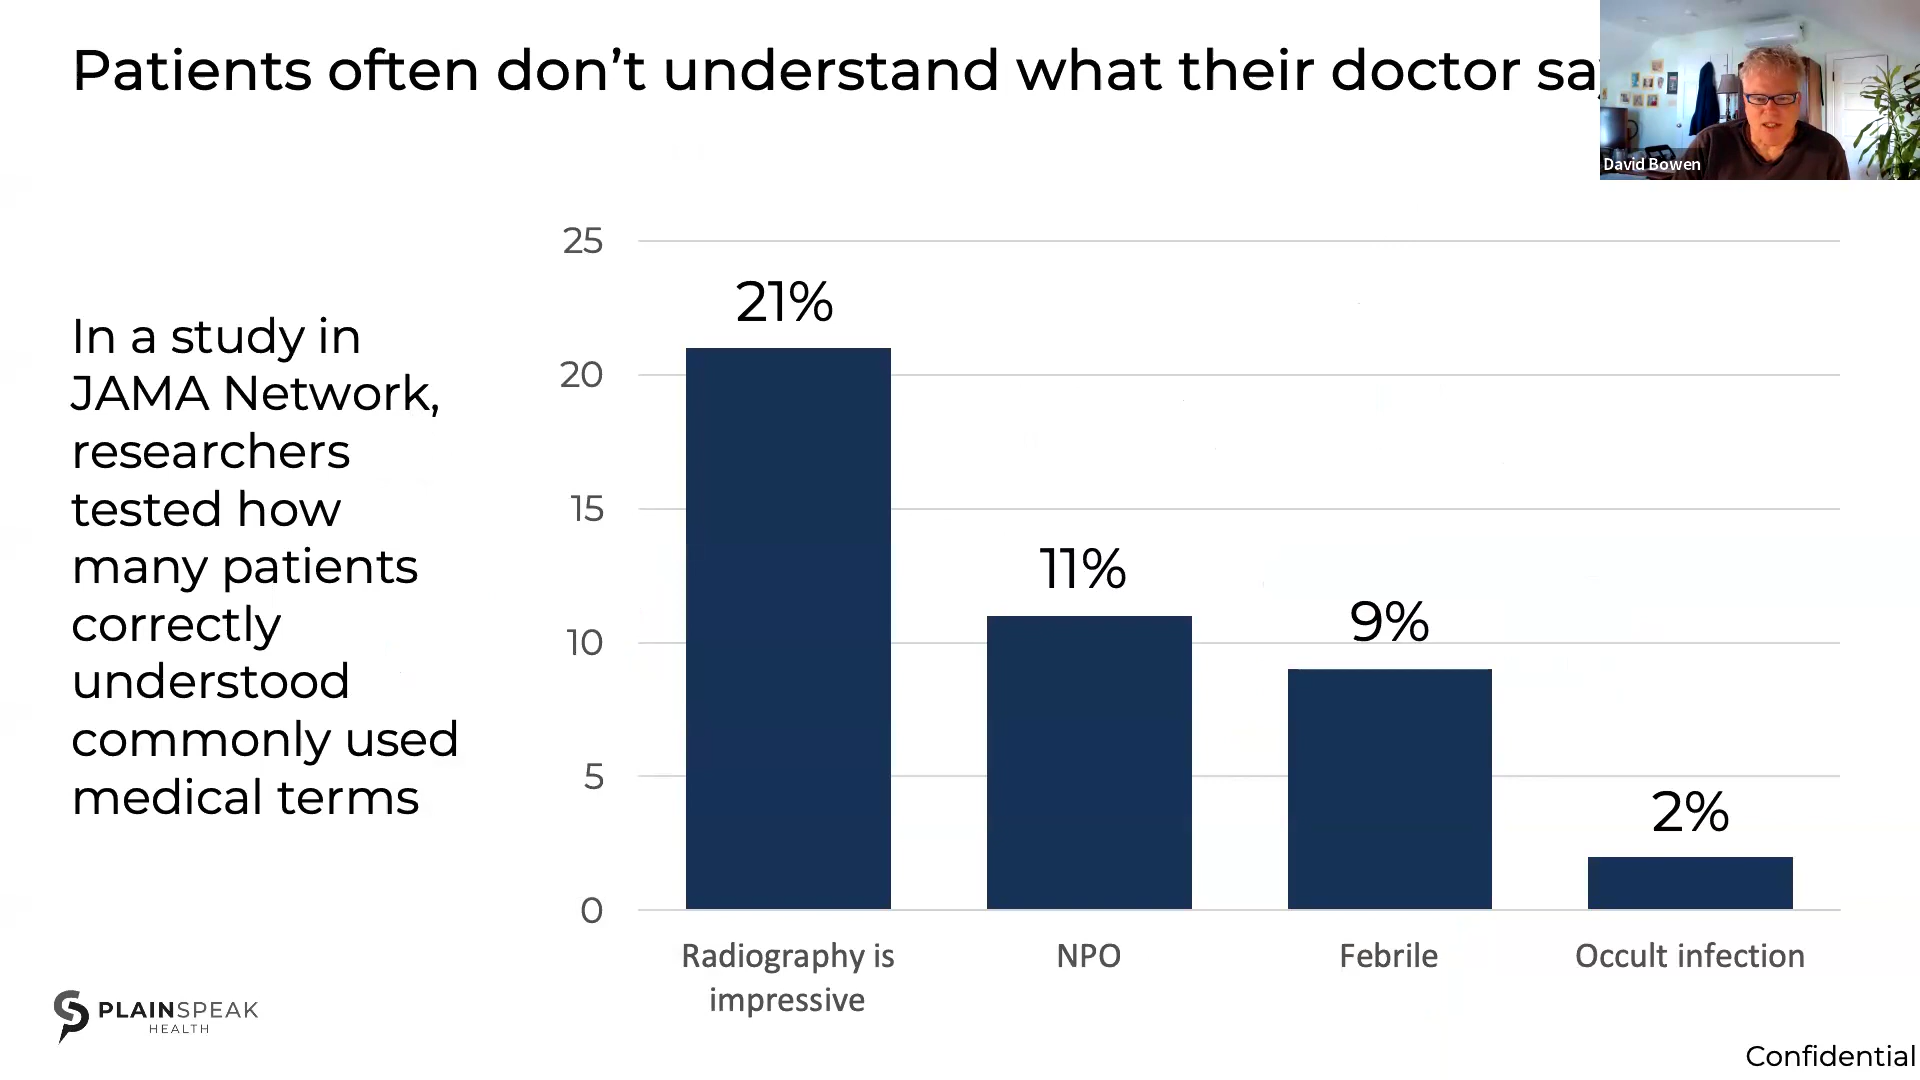 Patients often don't understand what their doctor
David Bowen
In a study in
JAMA Network,
researchers
tested how
many patients
correctly
understood
commonly used
medical terms
25
20
15
10
5
0
21%
11%
9%
2%
Radiography is
impressive
NPO
Febrile
Occult infection
PLAINSPEAK
HEALTH
Confidential